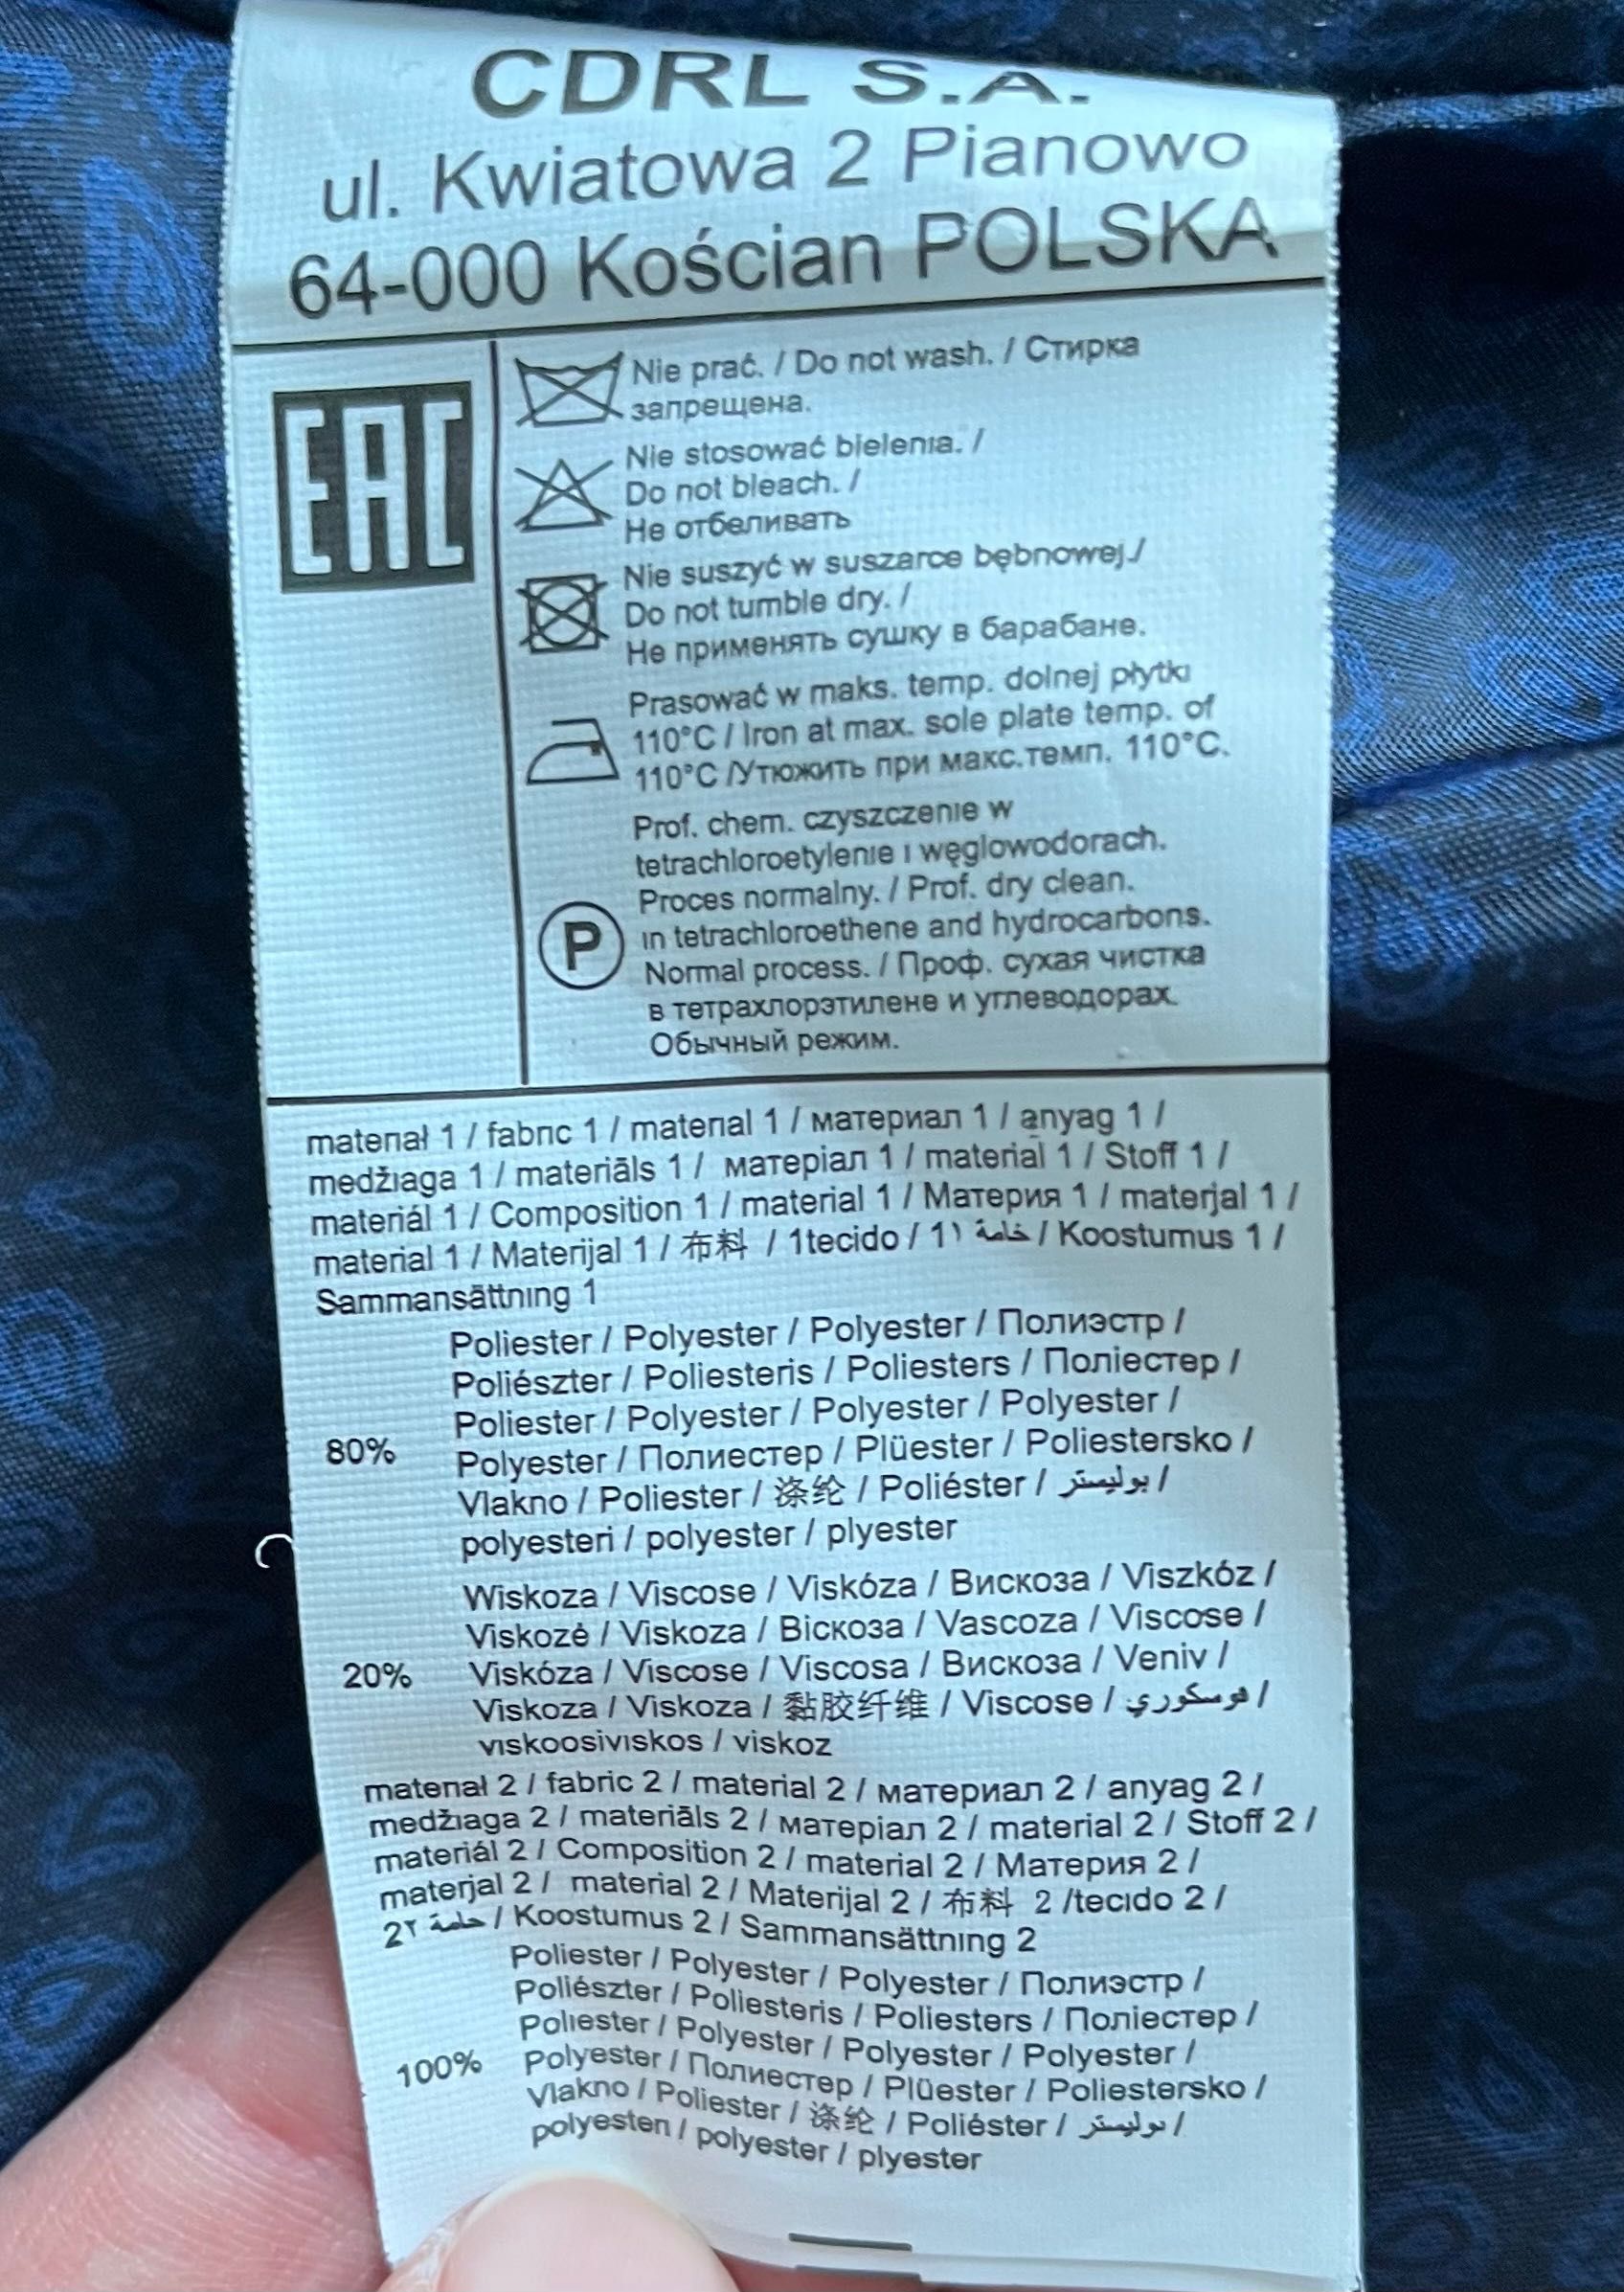 CDRL S.A.
ul. Kwiatowa 2 Pianowo
64-000 Kościan POLSKA
EAC
Nie prać. / Do not wash. / Стирка
запрещена.
Nie stosować bielenia. /
Do not bleach. /
Не отбеливать
Nie suszyć w suszarce bębnowej./
Do not tumble dry. /
Не применять сушку в барабане.
Prasować w maks. temp. dolnej płytki
110°C / Iron at max. sole plate temp. of
110°C /Утюжить при макс.темп. 110°C.
Prof. chem. czyszczenie w
tetrachloroetylenie i węglowodorach.
Proces normalny. / Prof. dry clean.
P
in tetrachloroethene and hydrocarbons.
Normal process. / Проф. сухая чистка
в тетрахлорэтилене и углеводорах.
Обычный режим.
materiał 1 / fabric 1 / material 1 / материал 1 / anyag 1 /
medžiaga 1 / materiāls 1 / матеріал 1 / material 1 / Stoff 1 /
materiál 1 / Composition 1 / material 1 / Материя 1 / materjal 1 /
material 1 / Materijal 1 / 布料 / 1tecido / 1خامة ١ / Koostumus 1 /
Sammansättning 1
Poliester / Polyester / Polyester / Полиэстр /
Poliészter / Poliesteris / Poliesters / Поліестер /
Poliester / Polyester / Polyester / Polyester /
80% Polyester / Полиестер / Plüester / Poliestersko /
Vlakno / Poliester / 涤纶 / Poliéster / بوليستر /
polyesteri / polyester / plyester
Wiskoza / Viscose / Viskóza / Вискоза / Viszkóz /
Viskozė / Viskoza / Віскоза / Vascoza / Viscose /
20% Viskóza / Viscose / Viscosa / Вискоза / Veniv /
Viskoza / Viskoza / 黏胶纤维 / Viscose / فوسكوري /
viskoosiviskos / viskoz
materiał 2 / fabric 2 / material 2 / материал 2 / anyag 2 /
medžiaga 2 / materiāls 2 / матеріал 2 / material 2 / Stoff 2 /
materiál 2 / Composition 2 / material 2 / Материя 2 /
materjal 2 / material 2 / Materijal 2 / 布料 2 /tecido 2 /
2خامة ٢ / Koostumus 2 / Sammansättning 2
Poliester / Polyester / Polyester / Полиэстр /
Poliészter / Poliesteris / Poliesters / Поліестер /
Poliester / Polyester / Polyester / Polyester /
100% Polyester / Полиестер / Plüester / Poliestersko /
Vlakno / Poliester / 涤纶 / Poliéster / بوليستر /
polyesteri / polyester / plyester